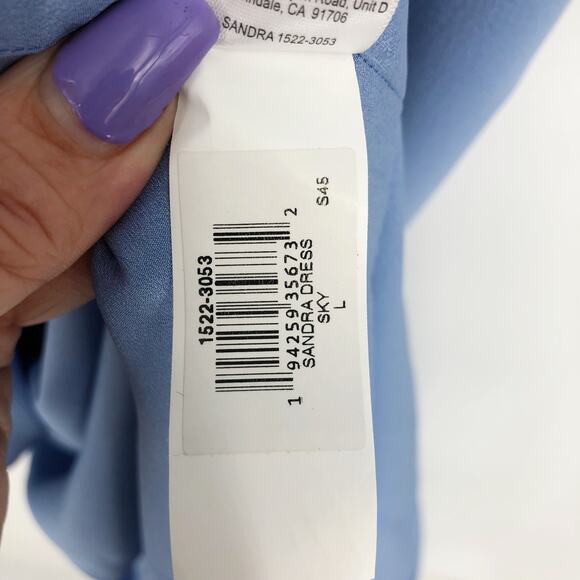 Road, Unit D
ndale, CA 91706
SANDRA 1522-3053
1522-3053
1 94259 35673 2
SANDRA DRESS
SKY
L
S45